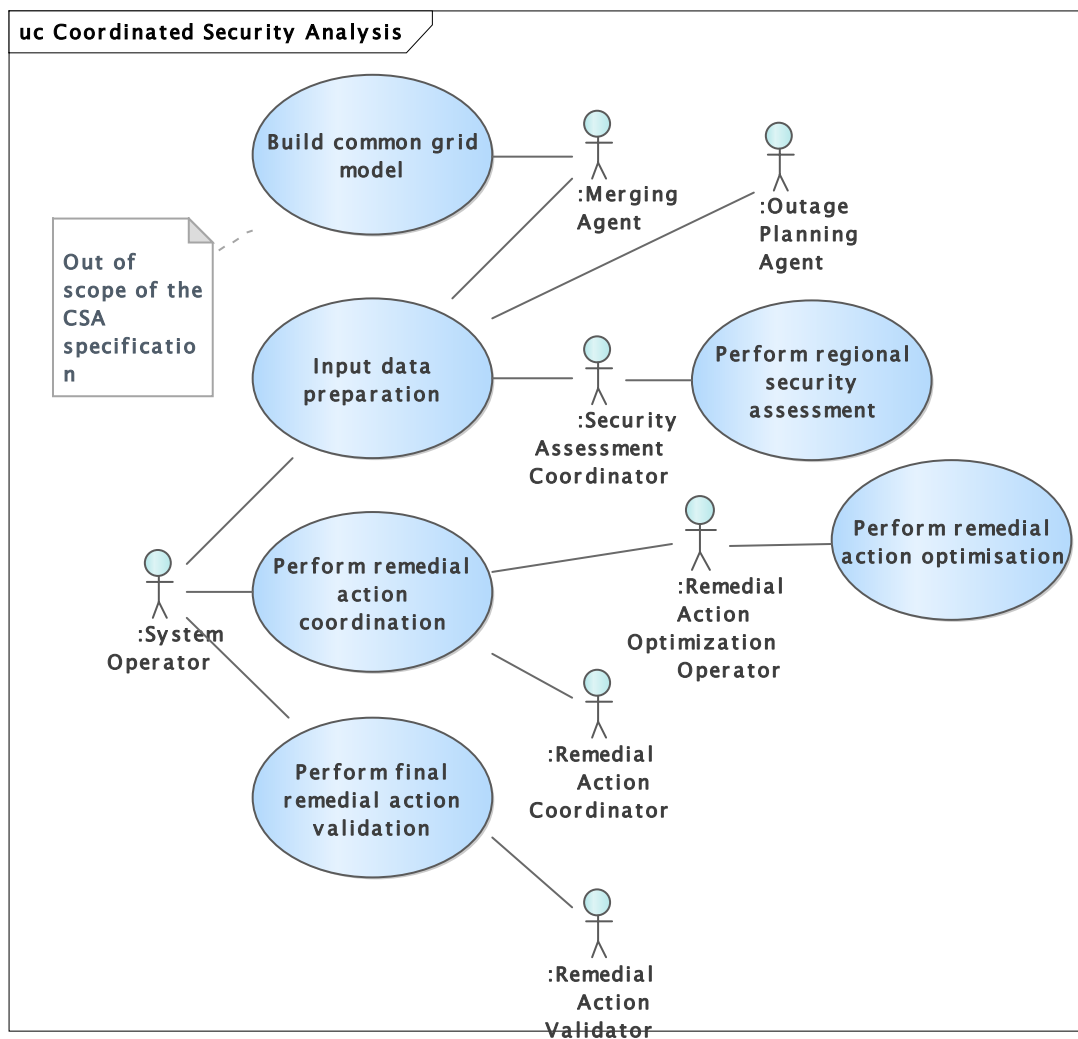 uc Coordinated Security Analysis
Build common grid
model
:Merging
Agent
:Outage
Planning
Agent
Out of
scope of the
CSA
specificatio
n
Input data
preparation
:Security
Assessment
Coordinator
Perform regional
security
assessment
Perform remedial
action optimisation
:Remedial
Action
Optimization
Operator
Perform remedial
action
coordination
:System
Operator
:Remedial
Action
Coordinator
Perform final
remedial action
validation
:Remedial
Action
Validator